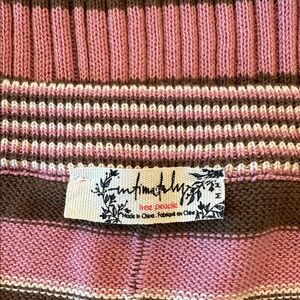 intimately
free people
Made in China . Fabriqué en Chine
M